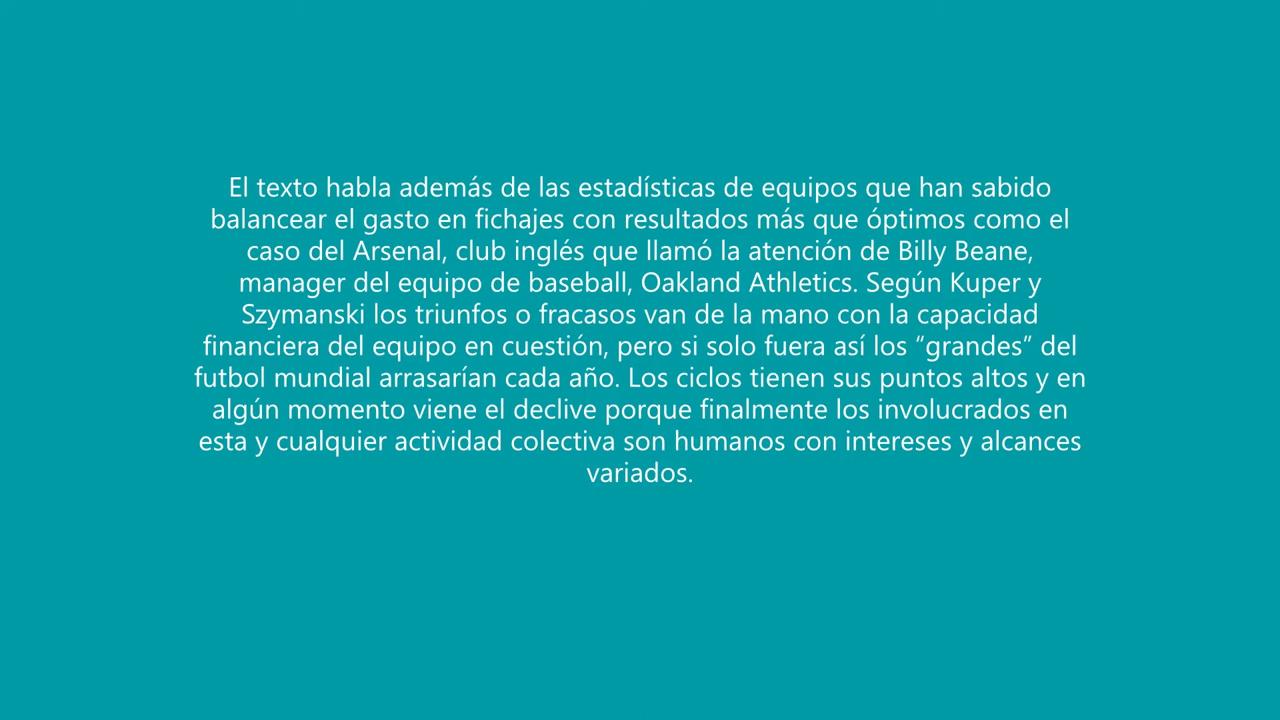 El texto habla además de las estadísticas de equipos que han sabido
balancear el gasto en fichajes con resultados más que óptimos como el
caso del Arsenal, club inglés que llamó la atención de Billy Beane,
manager del equipo de baseball, Oakland Athletics. Según Kuper y
Szymanski los triunfos o fracasos van de la mano con la capacidad
financiera del equipo en cuestión, pero si solo fuera así los “grandes” del
futbol mundial arrasarían cada año. Los ciclos tienen sus puntos altos y en
algún momento viene el declive porque finalmente los involucrados en
esta y cualquier actividad colectiva son humanos con intereses y alcances
variados.